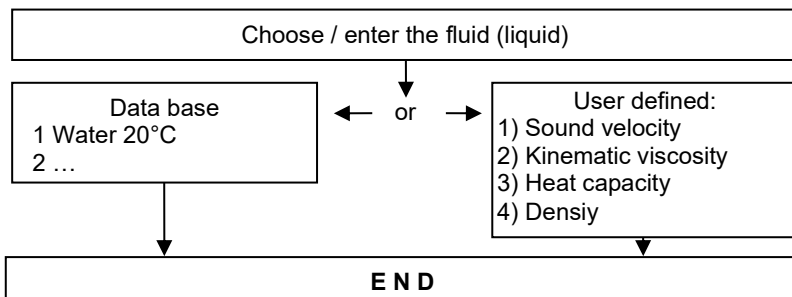 Choose / enter the fluid (liquid)
Data base
1 Water 20°C
2 …
or
User defined:
1) Sound velocity
2) Kinematic viscosity
3) Heat capacity
4) Densiy
E N D